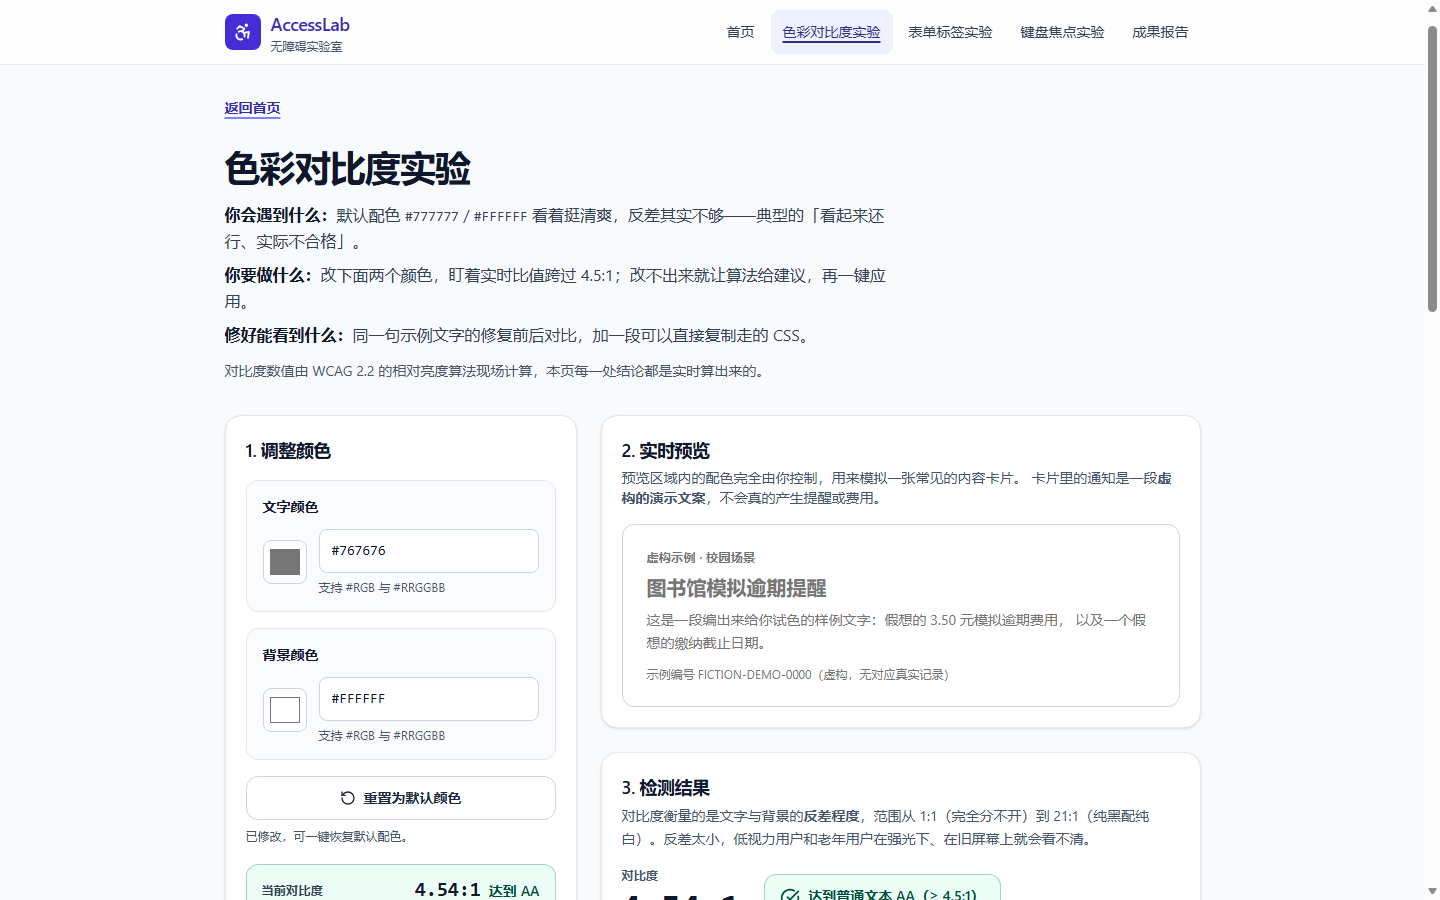 AccessLab
无障碍实验室
首页
色彩对比度实验
表单标签实验
键盘焦点实验
成果报告
返回首页
色彩对比度实验
你会遇到什么：默认配色 #777777 / #FFFFFF 看着挺清爽，反差其实不够——典型的「看起来还
行、实际不合格」。
你要做什么：改下面两个颜色，盯着实时比值跨过 4.5:1；改不出来就让算法给建议，再一键应
用。
修好能看到什么：同一句示例文字的修复前后对比，加一段可以直接复制走的 CSS。
对比度数值由 WCAG 2.2 的相对亮度算法现场计算，本页每一处结论都是实时算出来的。
1. 调整颜色
文字颜色
#767676
支持 #RGB 与 #RRGGBB
背景颜色
#FFFFFF
支持 #RGB 与 #RRGGBB
重置为默认颜色
已修改，可一键恢复默认配色。
当前对比度 4.54:1 达到 AA
2. 实时预览
预览区域内的配色完全由你控制，用来模拟一张常见的内容卡片。 卡片里的通知是一段虚
构的演示文案，不会真的产生提醒或费用。
虚构示例 · 校园场景
图书馆模拟逾期提醒
这是一段编出来给你试色的样例文字：假想的 3.50 元模拟逾期费用， 以及一个假
想的缴纳截止日期。
示例编号 FICTION-DEMO-0000（虚构，无对应真实记录）
3. 检测结果
对比度衡量的是文字与背景的反差程度，范围从 1:1（完全分不开）到 21:1（纯黑配纯
白）。反差太小，低视力用户和老年用户在强光下、在旧屏幕上就会看不清。
对比度
4.54:1
达到普通文本 AA（≥ 4.5:1）